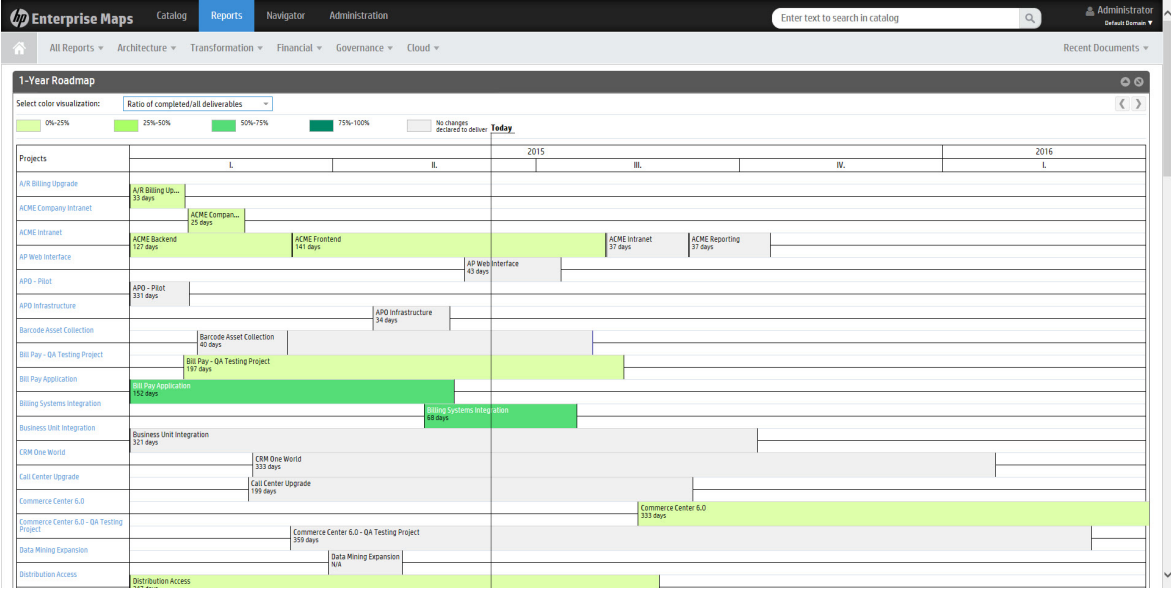 hp Enterprise Maps Catalog Reports Navigator Administration Enter text to search in catalog Administrator
Default Domain ▼
All Reports Architecture Transformation Financial Governance Cloud Recent Documents
1-Year Roadmap
Select color visualization: Ratio of completed/all deliverables
0%-25% 25%-50% 50%-75% 75%-100% No changes
declared to deliver Today
Projects
2015 2016
I. II. III. IV. I.
A/R Billing Upgrade
A/R Billing Up...
33 days
ACME Company Intranet
ACME Compan...
25 days
ACME Intranet
ACME Backend ACME Frontend ACME Intranet ACME Reporting
127 days 141 days 37 days 37 days
AP Web Interface
AP Web Interface
43 days
APO - Pilot
APO - Pilot
331 days
APO Infrastructure
APO Infrastructure
34 days
Barcode Asset Collection
Barcode Asset Collection
40 days
Bill Pay - QA Testing Project
Bill Pay - QA Testing Project
197 days
Bill Pay Application
Bill Pay Application
152 days
Billing Systems Integration
Billing Systems Integration
68 days
Business Unit Integration
Business Unit Integration
321 days
CRM One World
CRM One World
333 days
Call Center Upgrade
Call Center Upgrade
199 days
Commerce Center 6.0
Commerce Center 6.0
333 days
Commerce Center 6.0 - QA Testing
Project
Commerce Center 6.0 - QA Testing Project
359 days
Data Mining Expansion
Data Mining Expansion
N/A
Distribution Access
Distribution Access